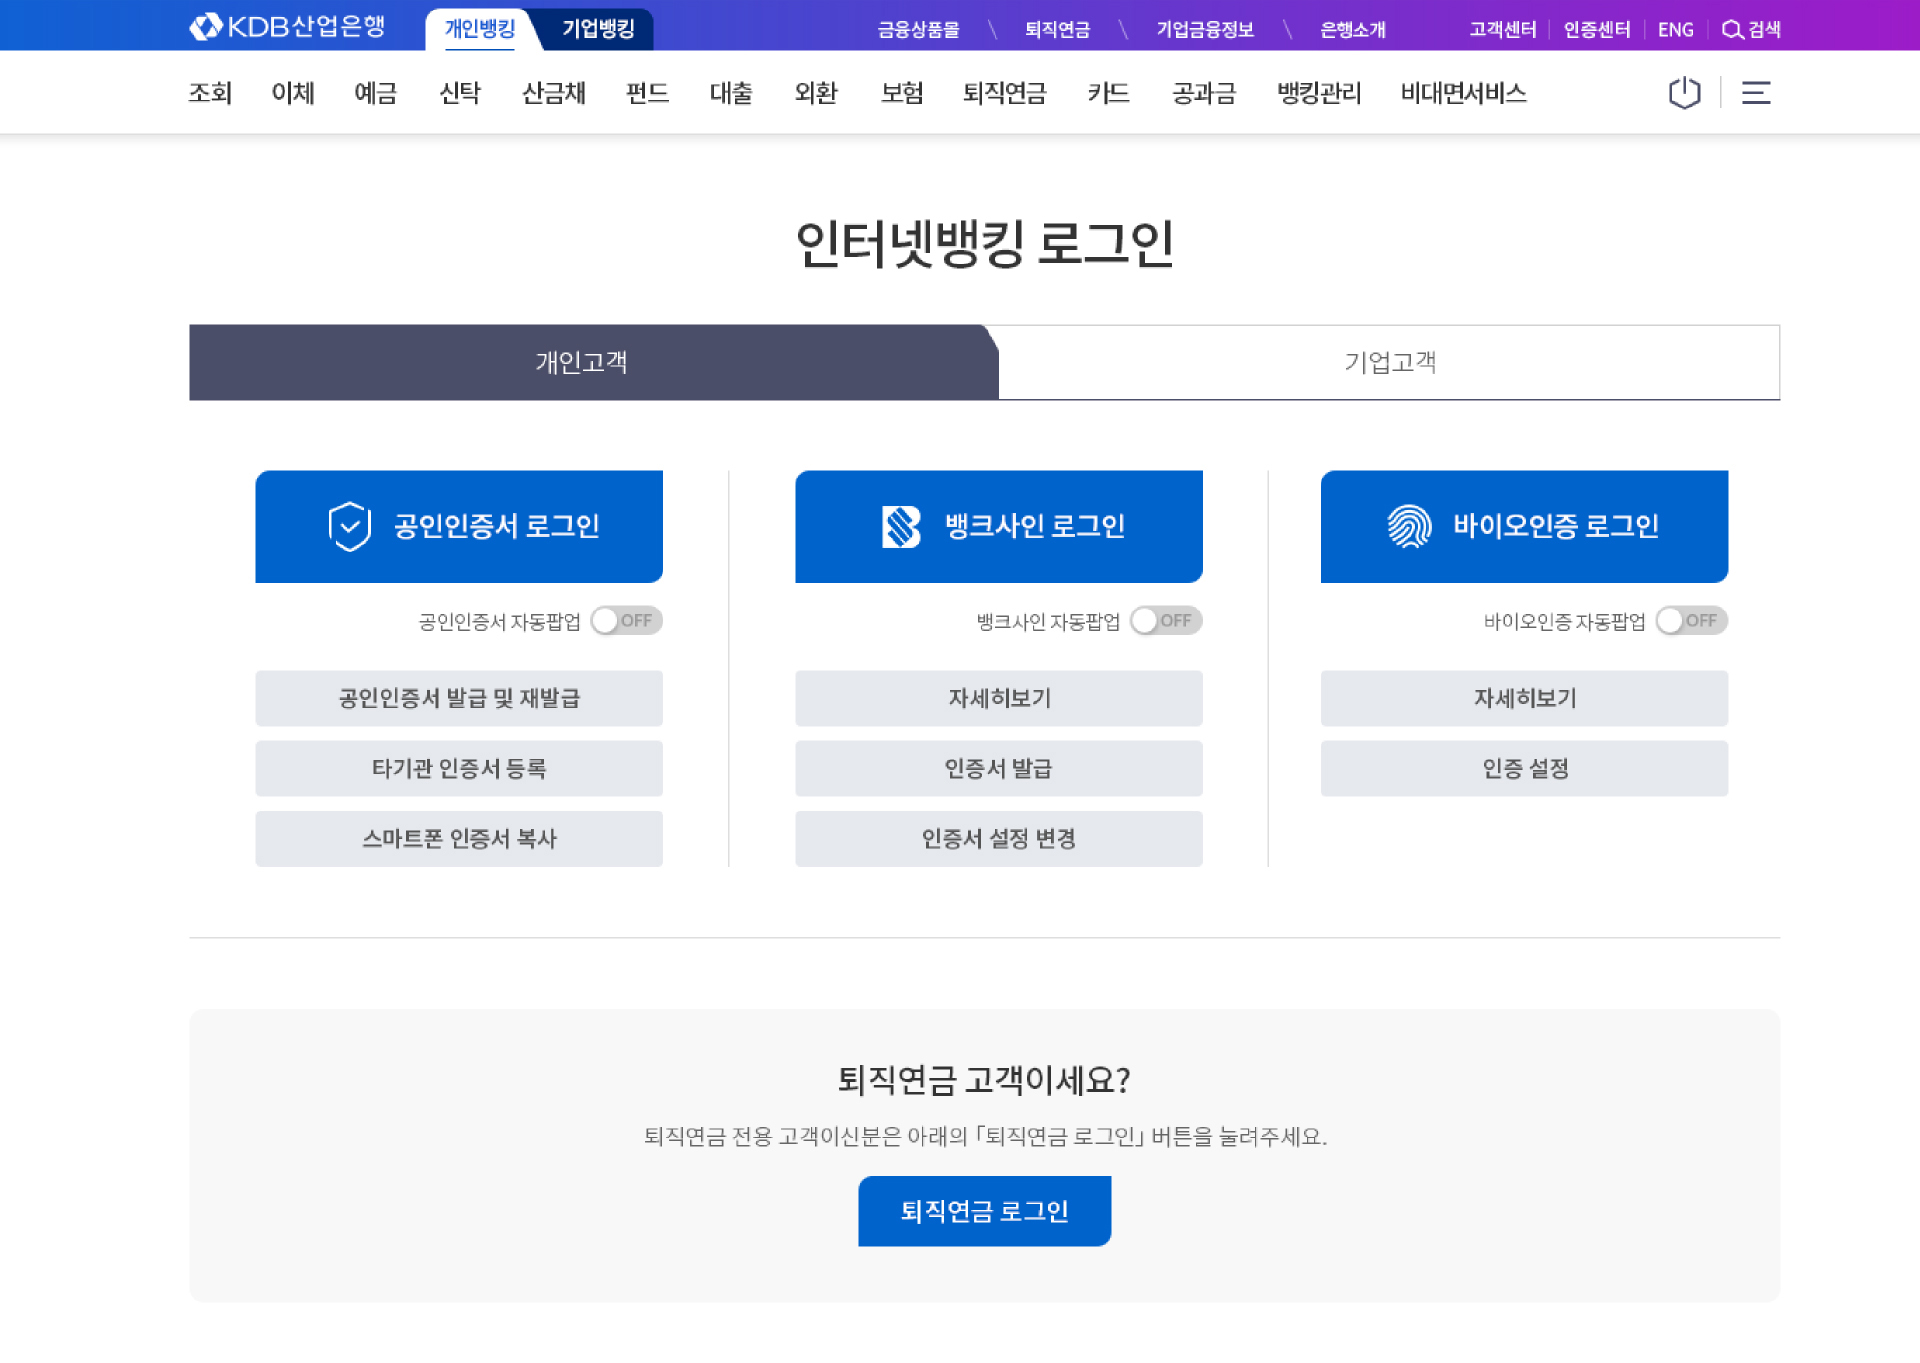 KDB산업은행 개인뱅킹 기업뱅킹 금융상품몰 퇴직연금 기업금융정보 은행소개 고객센터 인증센터 ENG 검색
조회 이체 예금 신탁 산금채 펀드 대출 외환 보험 퇴직연금 카드 공과금 뱅킹관리 비대면서비스
인터넷뱅킹 로그인
개인고객 기업고객
공인인증서 로그인 뱅크사인 로그인 바이오인증 로그인
공인인증서 자동팝업 OFF 뱅크사인 자동팝업 OFF 바이오인증 자동팝업 OFF
공인인증서 발급 및 재발급 자세히보기 자세히보기
타기관 인증서 등록 인증서 발급 인증 설정
스마트폰 인증서 복사 인증서 설정 변경
퇴직연금 고객이세요?
퇴직연금 전용 고객이신분은 아래의 「퇴직연금 로그인」 버튼을 눌려주세요.
퇴직연금 로그인